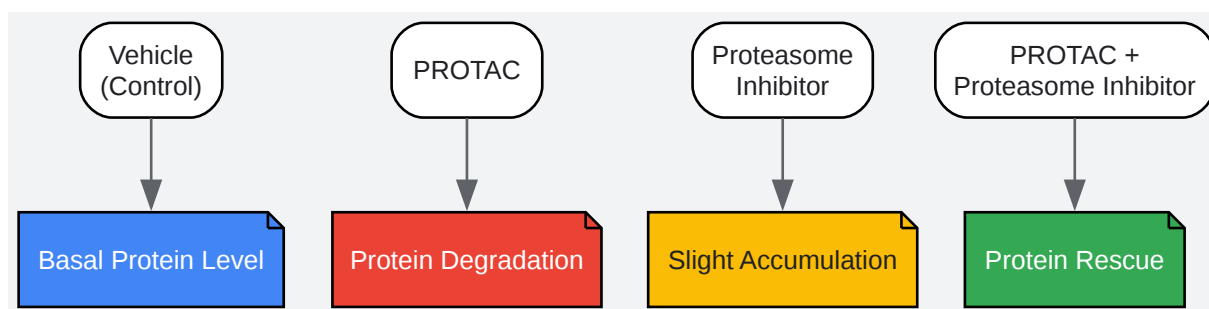 Vehicle
(Control)
PROTAC
Proteasome
Inhibitor
PROTAC +
Proteasome Inhibitor
Basal Protein Level
Protein Degradation
Slight Accumulation
Protein Rescue